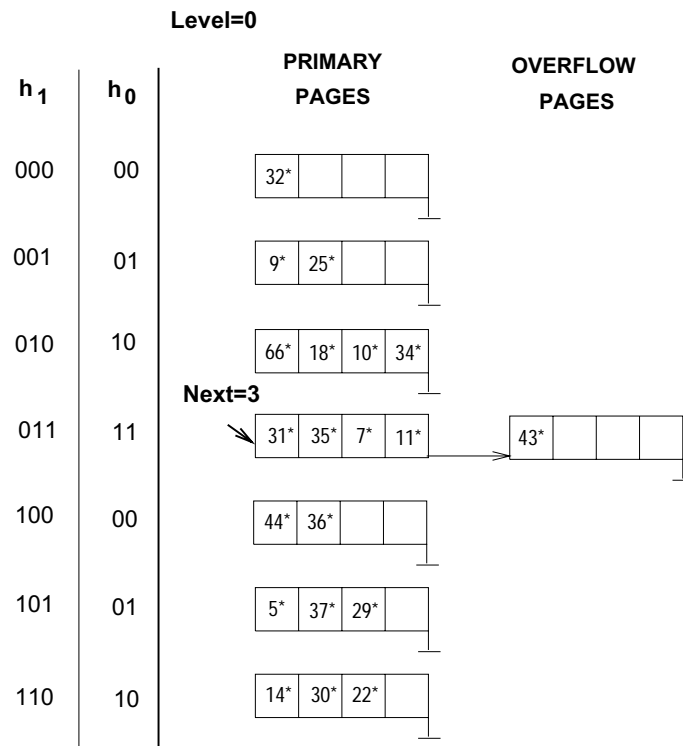 Level=0
h1 h0 PRIMARY PAGES OVERFLOW PAGES
000 00 32*
001 01 9* 25*
010 10 66* 18* 10* 34*
Next=3
011 11 31* 35* 7* 11* 43*
100 00 44* 36*
101 01 5* 37* 29*
110 10 14* 30* 22*